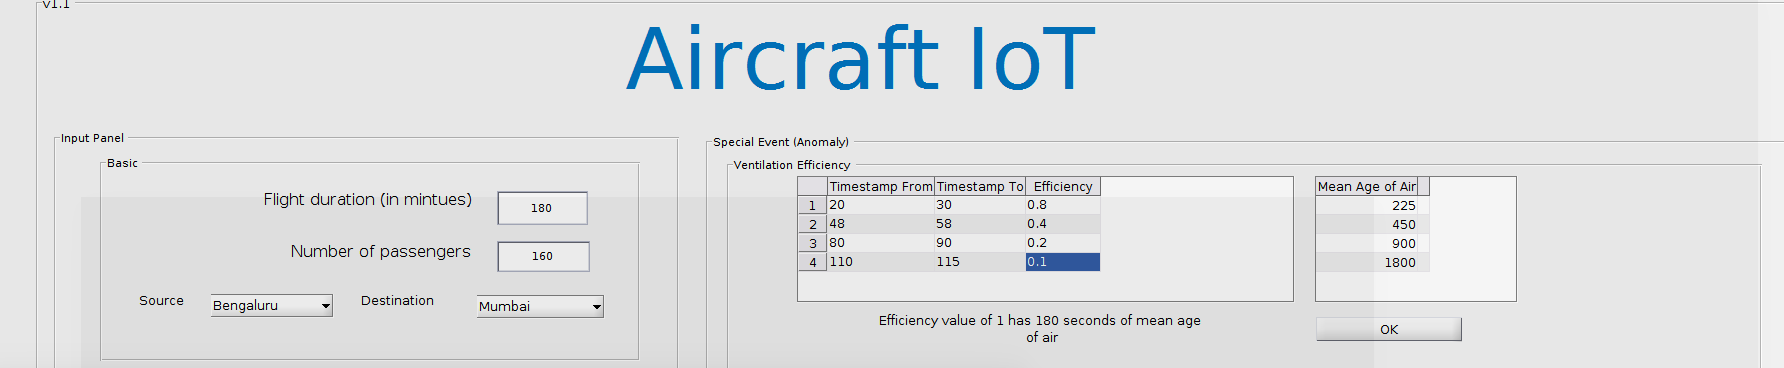 v1.1
Aircraft IoT
Input Panel
Basic
Flight duration (in mintues) 180
Number of passengers 160
Source Bengaluru Destination Mumbai
Special Event (Anomaly)
Ventilation Efficiency
Timestamp From Timestamp To Efficiency
1 20 30 0.8
2 48 58 0.4
3 80 90 0.2
4 110 115 0.1
Mean Age of Air
225
450
900
1800
Efficiency value of 1 has 180 seconds of mean age
of air
OK